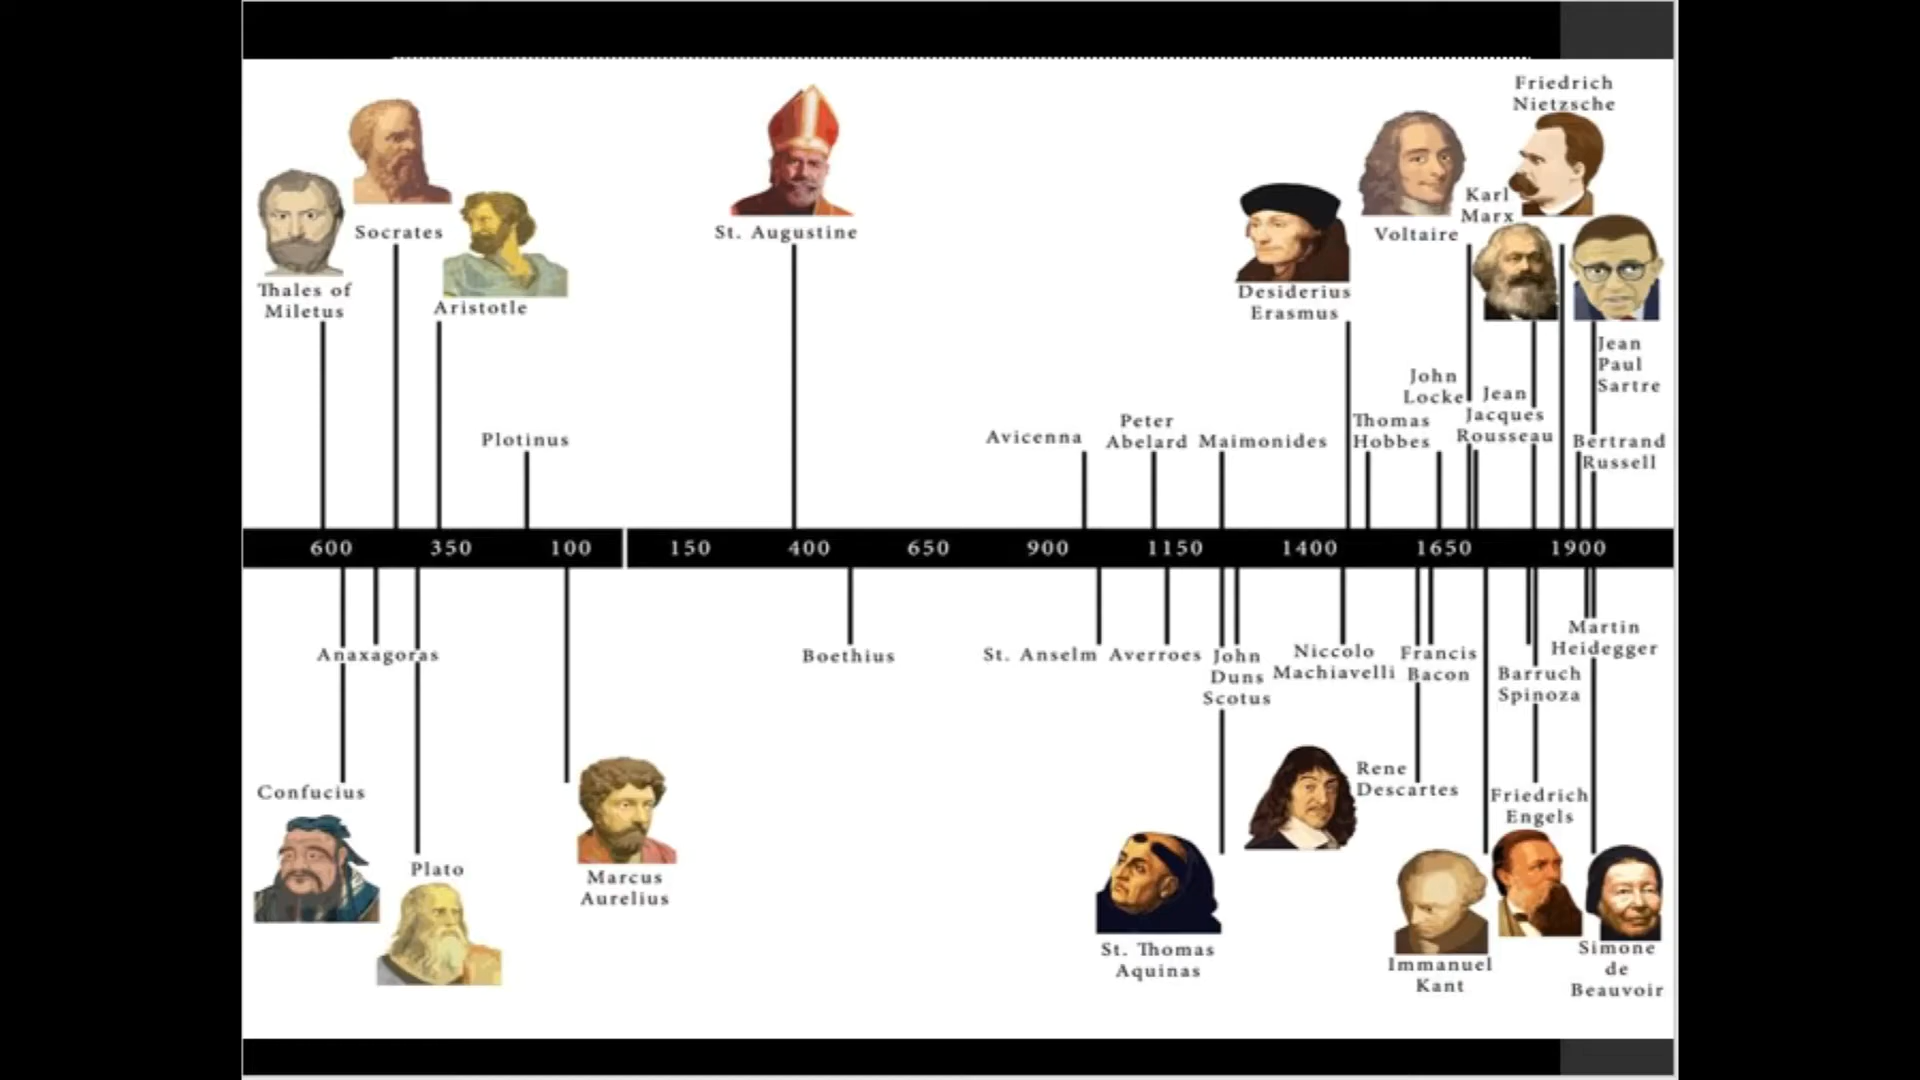 Friedrich
Nietzsche
Karl
Marx
Socrates
St. Augustine
Voltaire
Thales of
Miletus
Aristotle
Desiderius
Erasmus
Jean
Paul
Sartre
John
Locke
Jean
Jacques
Rousseau
Plotinus
Avicenna
Peter
Abelard
Maimonides
Thomas
Hobbes
Bertrand
Russell
600 350 100 150 400 650 900 1150 1400 1650 1900
Anaxagoras
Boethius
St. Anselm
Averroes
John
Duns
Scotus
Niccolo
Machiavelli
Francis
Bacon
Martin
Heidegger
Barruch
Spinoza
Confucius
Rene
Descartes
Friedrich
Engels
Plato
Marcus
Aurelius
St. Thomas
Aquinas
Immanuel
Kant
Simone
de
Beauvoir